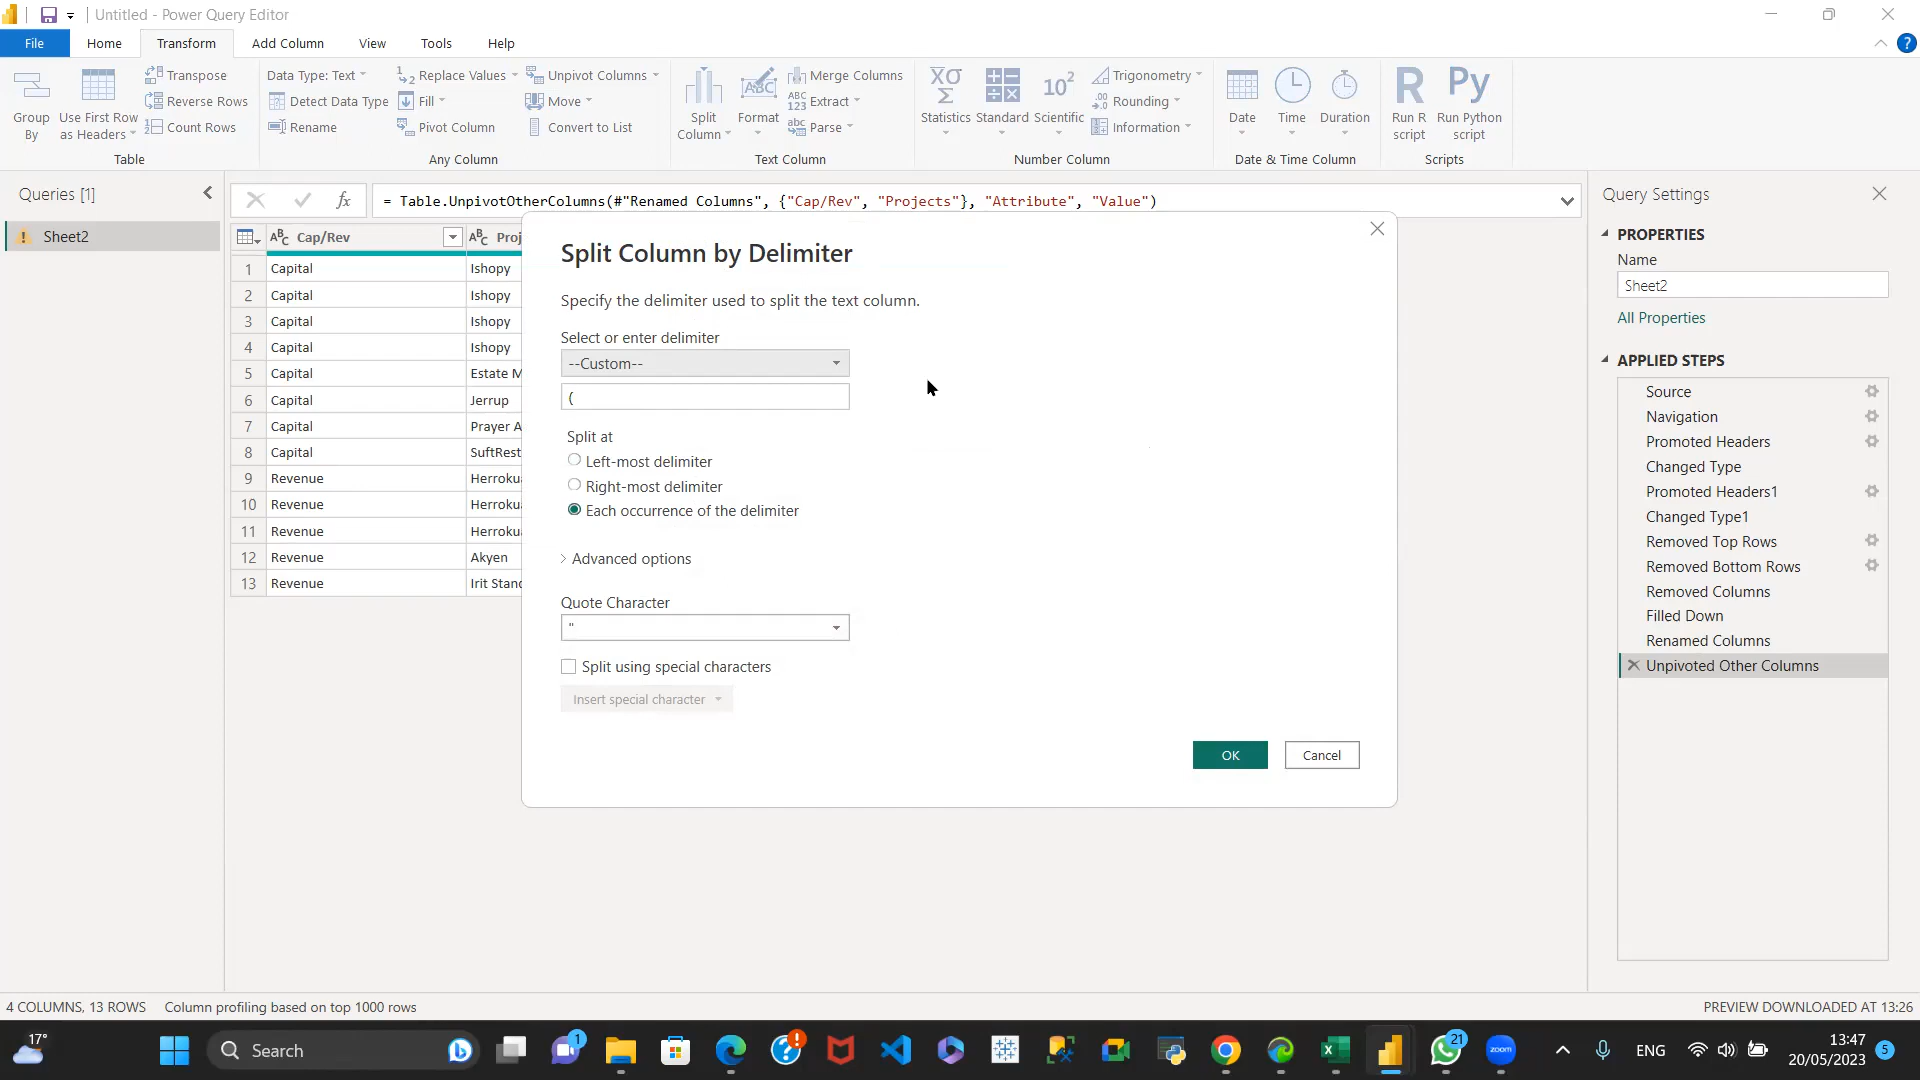 Untitled - Power Query Editor
File Home Transform Add Column View Tools Help ?
Group By
Use First Row as Headers
Transpose
Reverse Rows
Count Rows
Table
Data Type: Text
Detect Data Type
Rename
Replace Values
Fill
Pivot Column
Unpivot Columns
Move
Convert to List
Any Column
Split Column
Format
Merge Columns
Extract
Parse
Text Column
Statistics
Standard
Scientific
Trigonometry
Rounding
Information
Number Column
Date
Time
Duration
Date & Time Column
Run R script
Run Python script
Scripts
Queries [1]
Sheet2
fx = Table.UnpivotOtherColumns(#"Renamed Columns", {"Cap/Rev", "Projects"}, "Attribute", "Value")
Cap/Rev Proj
1 Capital Ishopy
2 Capital Ishopy
3 Capital Ishopy
4 Capital Ishopy
5 Capital Estate M
6 Capital Jerrup
7 Capital Prayer A
8 Capital SuftRest
9 Revenue Herroku
10 Revenue Herroku
11 Revenue Herroku
12 Revenue Akyen
13 Revenue Irit Stand
Split Column by Delimiter
Specify the delimiter used to split the text column.
Select or enter delimiter
--Custom--
(
Split at
Left-most delimiter
Right-most delimiter
Each occurrence of the delimiter
Advanced options
Quote Character
"
Split using special characters
Insert special character
OK Cancel
Query Settings
PROPERTIES
Name
Sheet2
All Properties
APPLIED STEPS
Source
Navigation
Promoted Headers
Changed Type
Promoted Headers1
Changed Type1
Removed Top Rows
Removed Bottom Rows
Removed Columns
Filled Down
Renamed Columns
Unpivoted Other Columns
4 COLUMNS, 13 ROWS Column profiling based on top 1000 rows
PREVIEW DOWNLOADED AT 13:26
17°
Search
1
21
zoom
ENG
13:47
20/05/2023
5